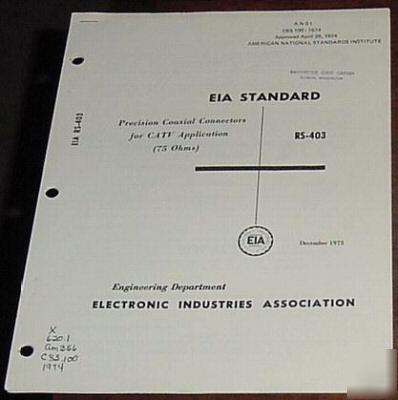 ANSI
C83.100-1974
Approved April 26, 1974
AMERICAN NATIONAL STANDARDS INSTITUTE
EIA STANDARD
Precision Coaxial Connectors
for CATV Application
(75 Ohms)
RS-403
EIA RS-403
EIA
December 1973
Engineering Department
ELECTRONIC INDUSTRIES ASSOCIATION
X
620.1
am356
C83.100
1974